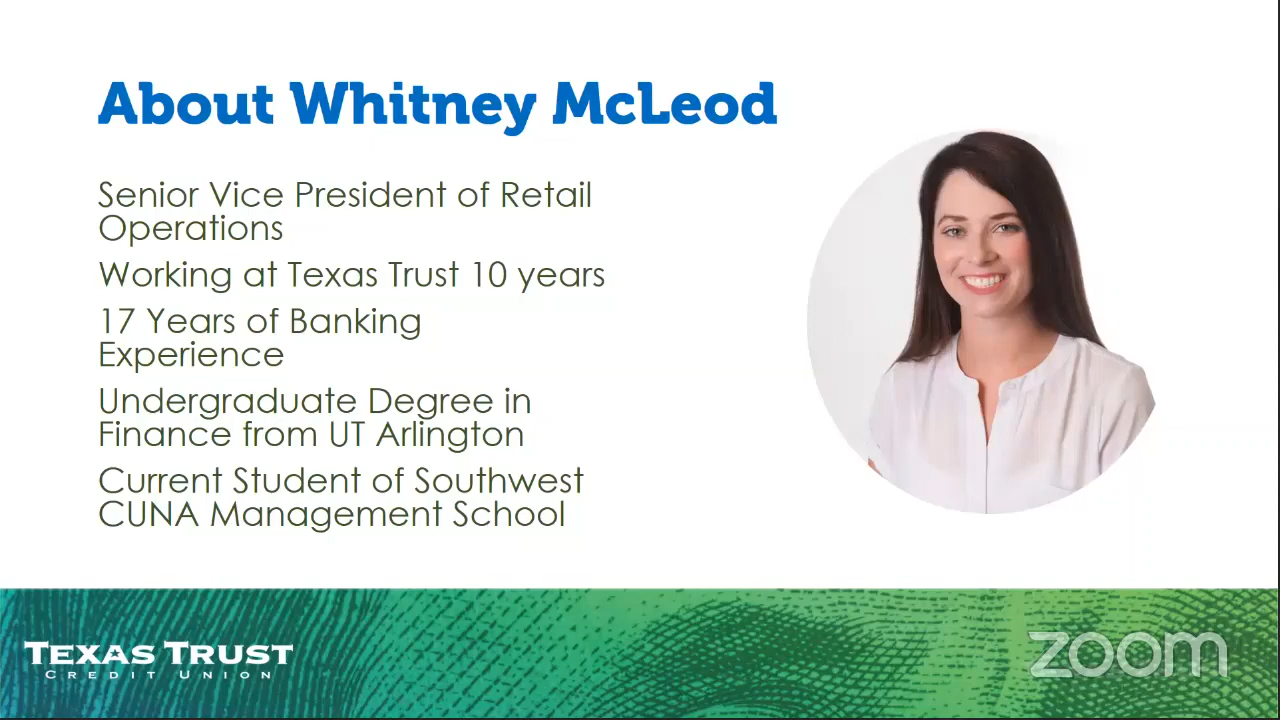 About Whitney McLeod
Senior Vice President of Retail
Operations
Working at Texas Trust 10 years
17 Years of Banking
Experience
Undergraduate Degree in
Finance from UT Arlington
Current Student of Southwest
CUNA Management School
TEXAS TRUST
CREDIT UNION
zoom